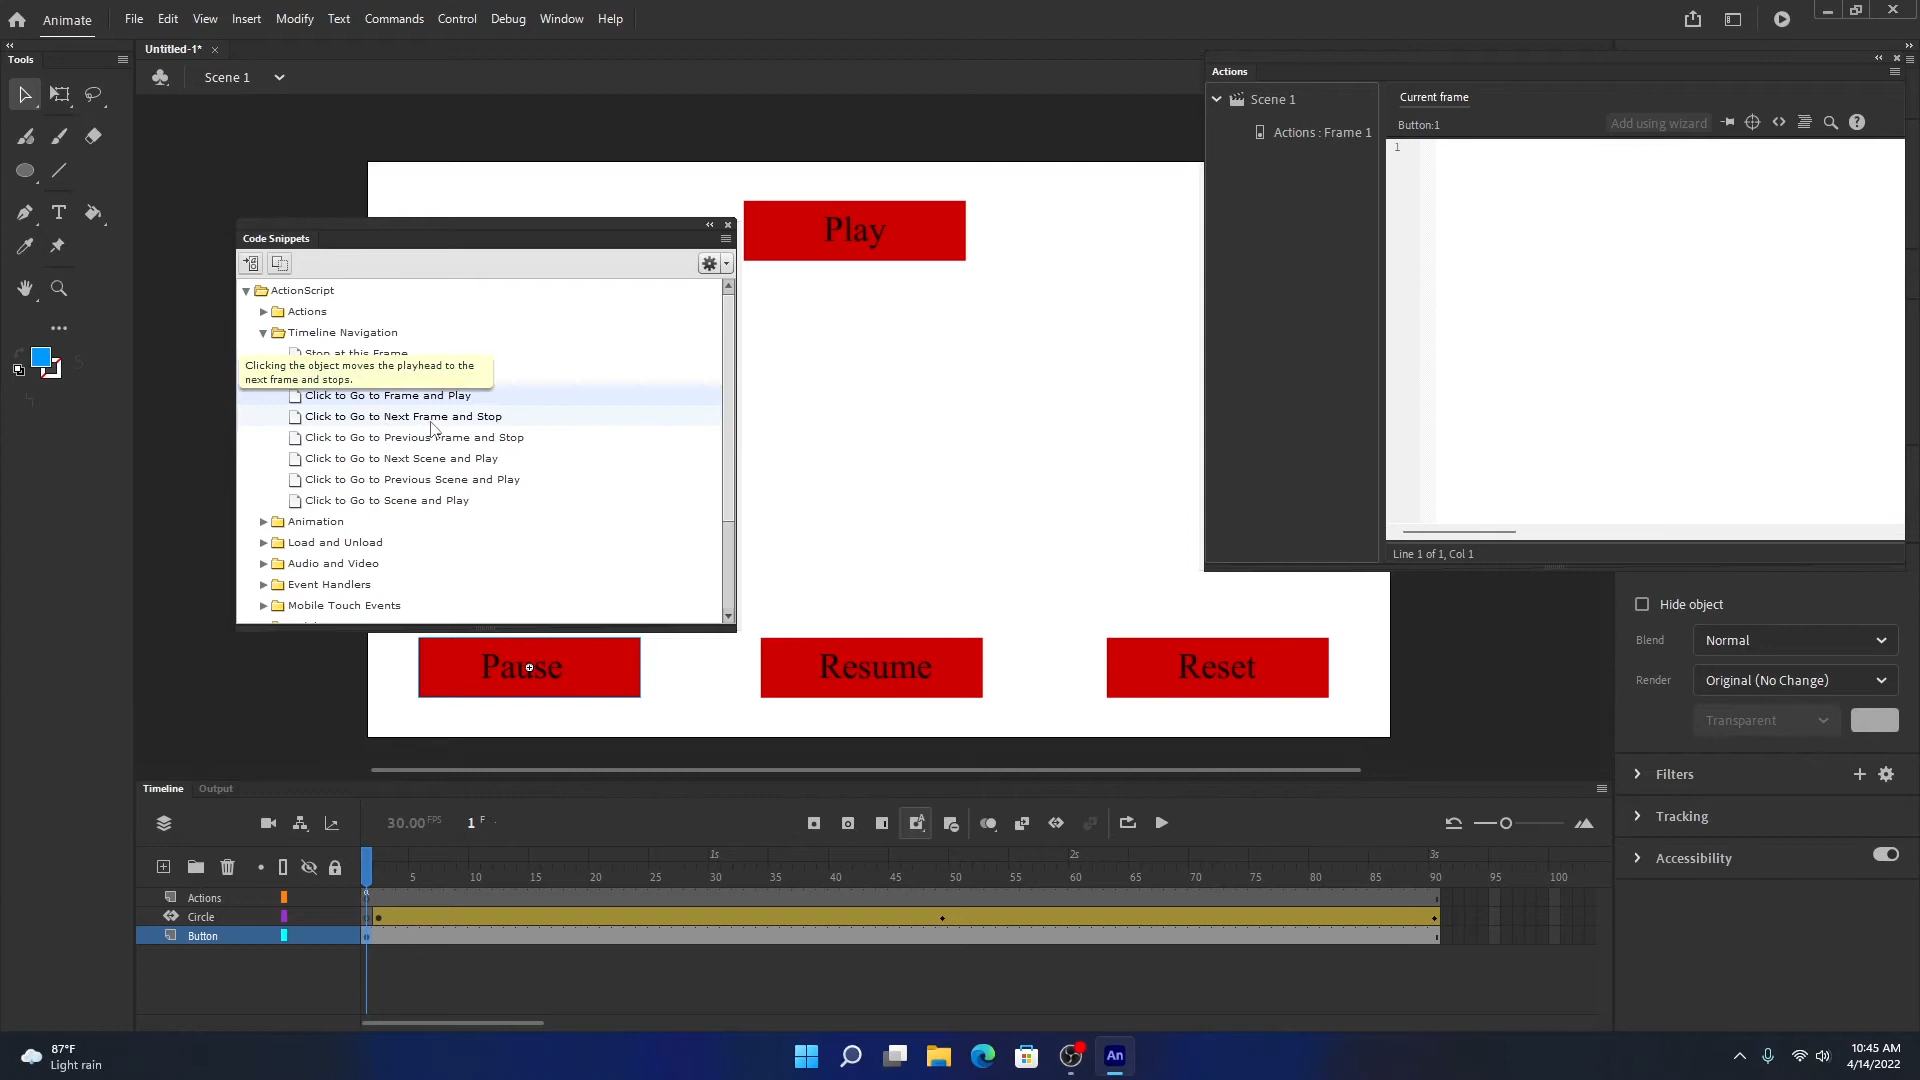 Animate
File Edit View Insert Modify Text Commands Control Debug Window Help
Tools
Untitled-1*
Scene 1
Actions
Scene 1
Actions : Frame 1
Current frame
Button:1
Add using wizard
1
Line 1 of 1, Col 1
Play
Code Snippets
ActionScript
Actions
Timeline Navigation
Stop at this Frame
Clicking the object moves the playhead to the
next frame and stops.
Click to Go to Frame and Play
Click to Go to Next Frame and Stop
Click to Go to Previous Frame and Stop
Click to Go to Next Scene and Play
Click to Go to Previous Scene and Play
Click to Go to Scene and Play
Animation
Load and Unload
Audio and Video
Event Handlers
Mobile Touch Events
Pause
Resume
Reset
Hide object
Blend Normal
Render Original (No Change)
Transparent
Filters
Tracking
Accessibility
Timeline Output
30.00 FPS 1 F
1s 2s 3s
5 10 15 20 25 30 35 40 45 50 55 60 65 70 75 80 85 90 95 100
Actions
Circle
Button
87°F
Light rain
An
10:45 AM
4/14/2022